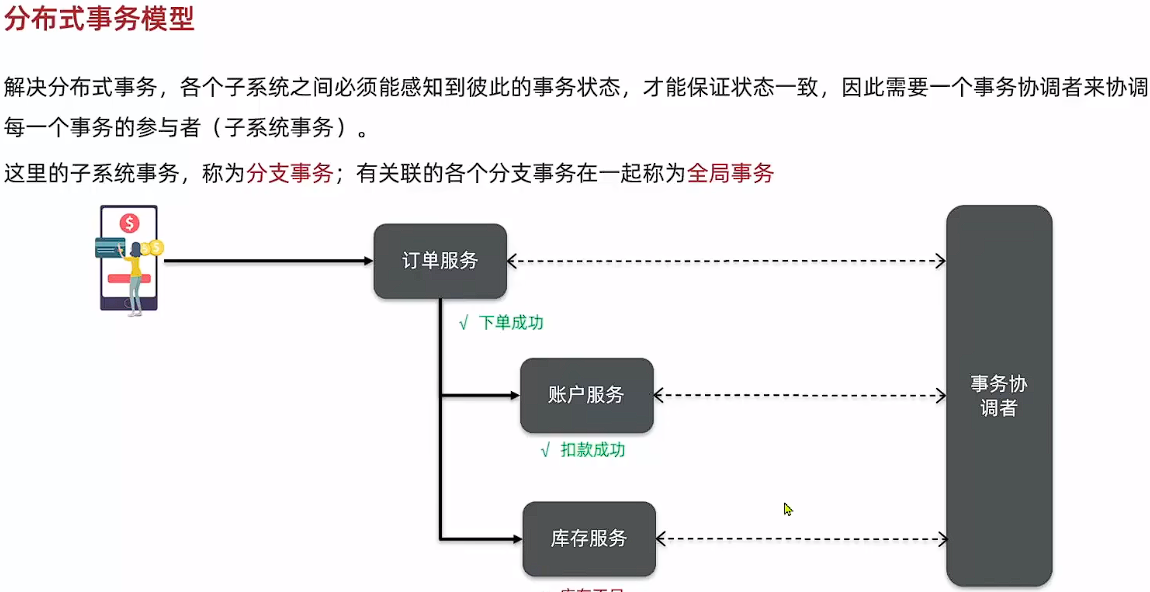 分布式事务模型
解决分布式事务，各个子系统之间必须能感知到彼此的事务状态，才能保证状态一致，因此需要一个事务协调者来协调
每一个事务的参与者（子系统事务）。
这里的子系统事务，称为分支事务；有关联的各个分支事务在一起称为全局事务
$
$
订单服务
√ 下单成功
账户服务
事务协
调者
√ 扣款成功
库存服务